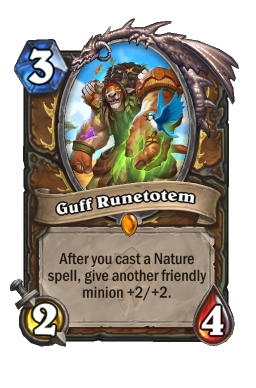 3
Guff Runetotem
After you cast a Nature
spell, give another friendly
minion +2/+2.
2
4